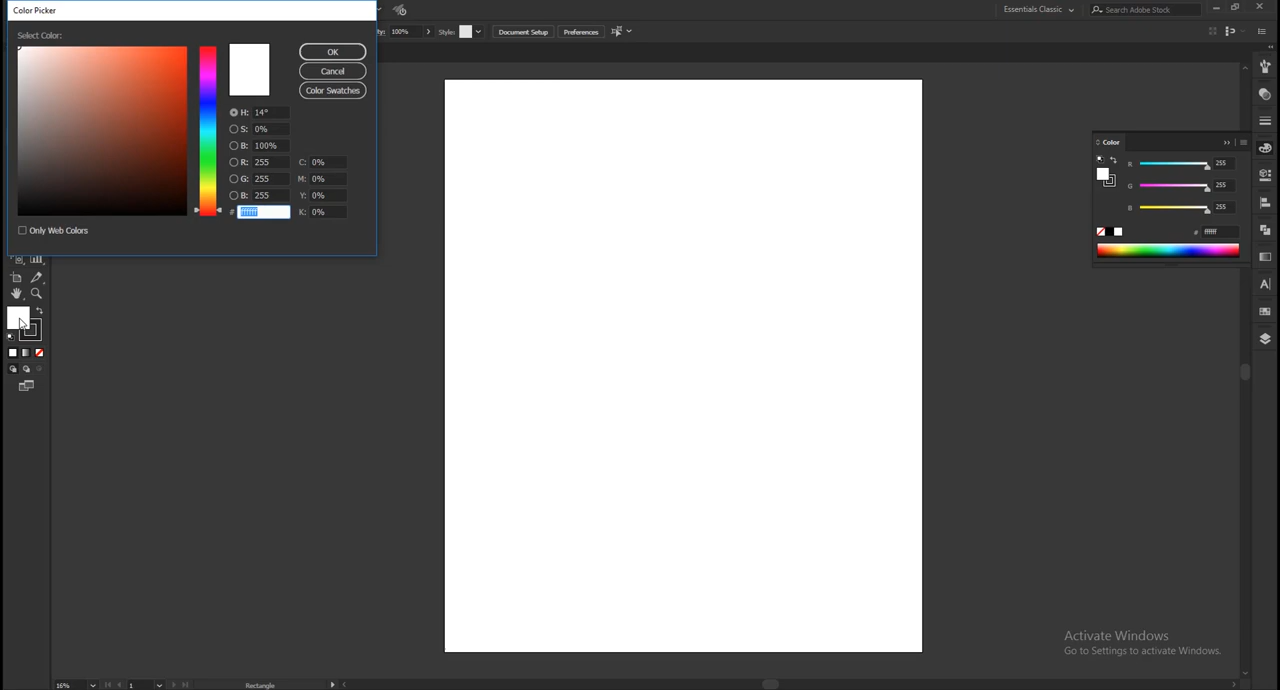 Color Picker
Essentials Classic
Search Adobe Stock
Select Color:
100%
Style:
Document Setup
Preferences
OK
Cancel
Color Swatches
H: 14°
S: 0%
B: 100%
R: 255 C: 0%
G: 255 M: 0%
B: 255 Y: 0%
# ffffff K: 0%
Only Web Colors
Color
R 255
G 255
B 255
# ffffff
Activate Windows
Go to Settings to activate Windows.
16%
1
Rectangle